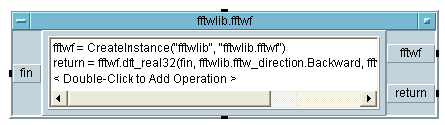 fftwlib.fftwf
fin
fftwf = CreateInstance("fftwlib", "fftwlib.fftwf")
return = fftwf.dft_real32(fin, fftwlib.fftw_direction.Backward, fft
< Double-Click to Add Operation >
fftwf
return